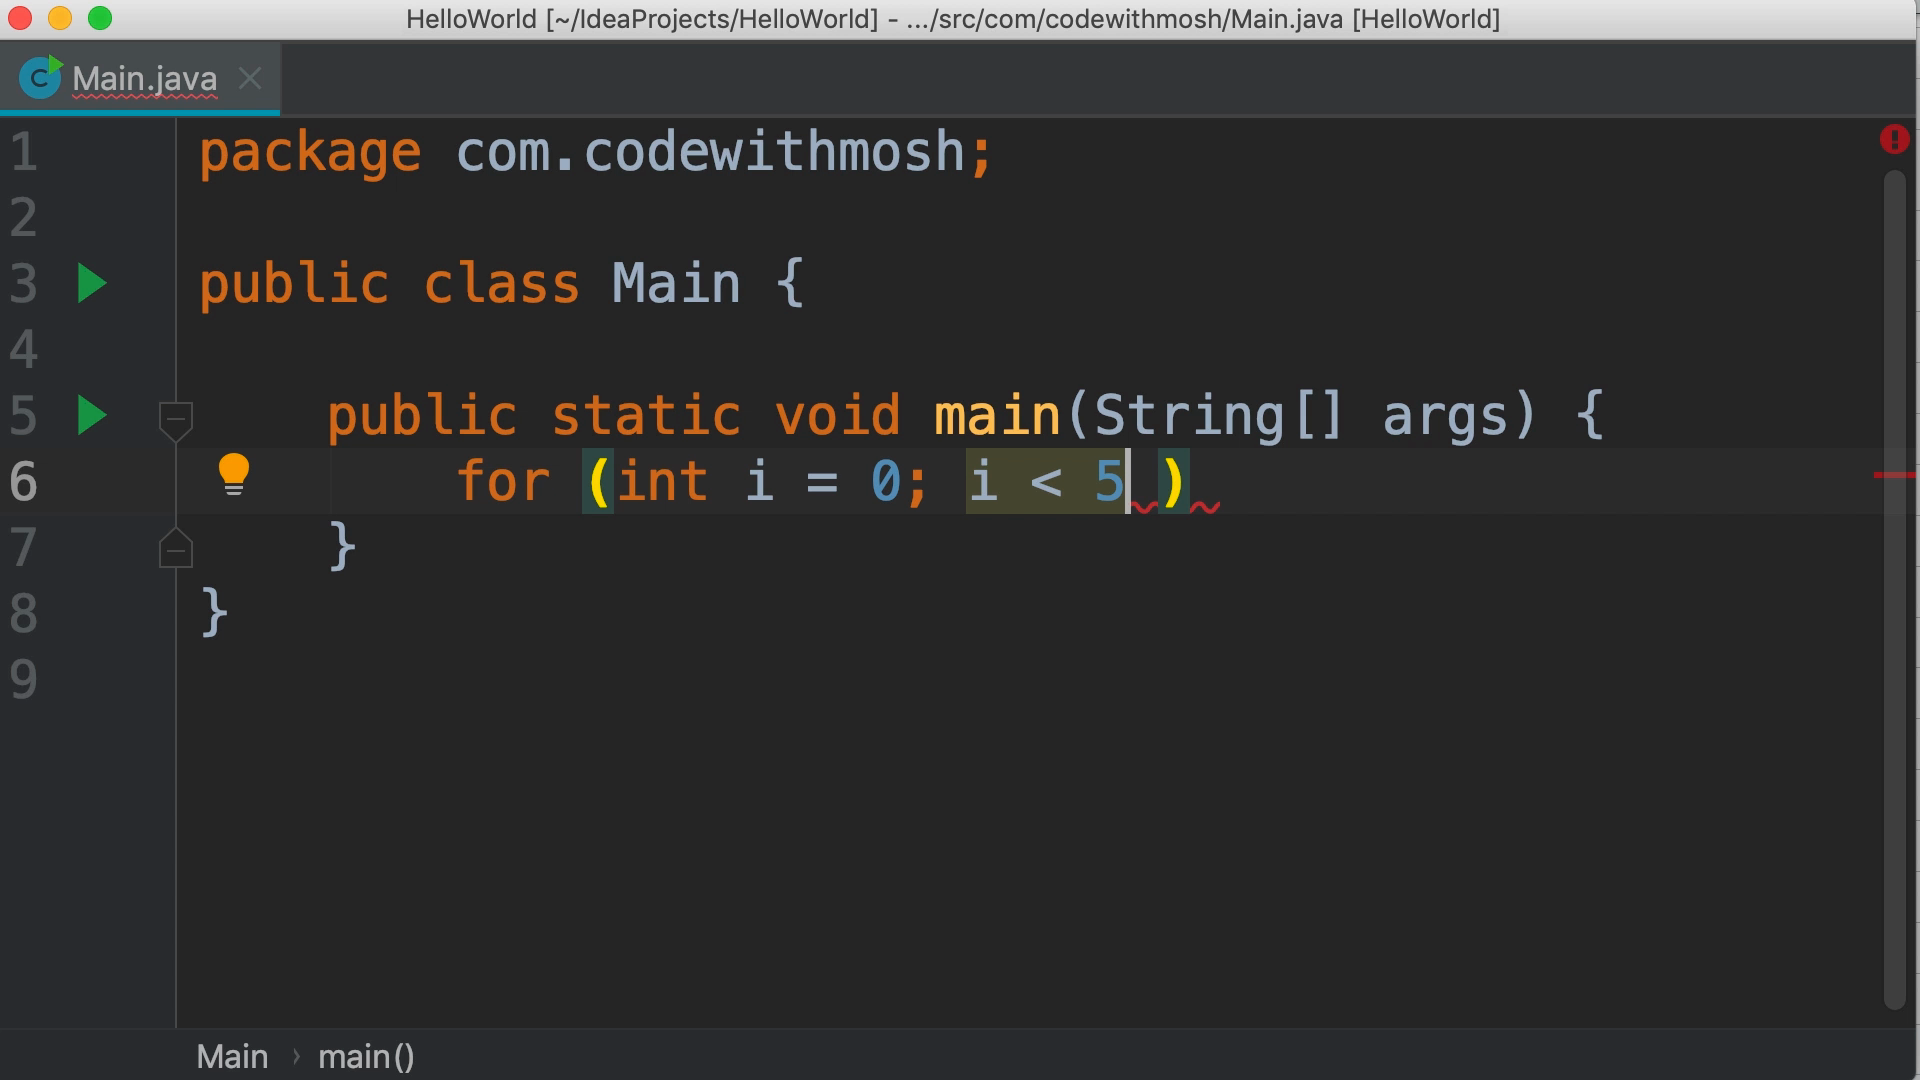 HelloWorld [~/IdeaProjects/HelloWorld] - .../src/com/codewithmosh/Main.java [HelloWorld]
C Main.java
1 package com.codewithmosh;
2
3 public class Main {
4
5 public static void main(String[] args) {
6 for (int i = 0; i < 5 )
7 }
8 }
9
Main › main()